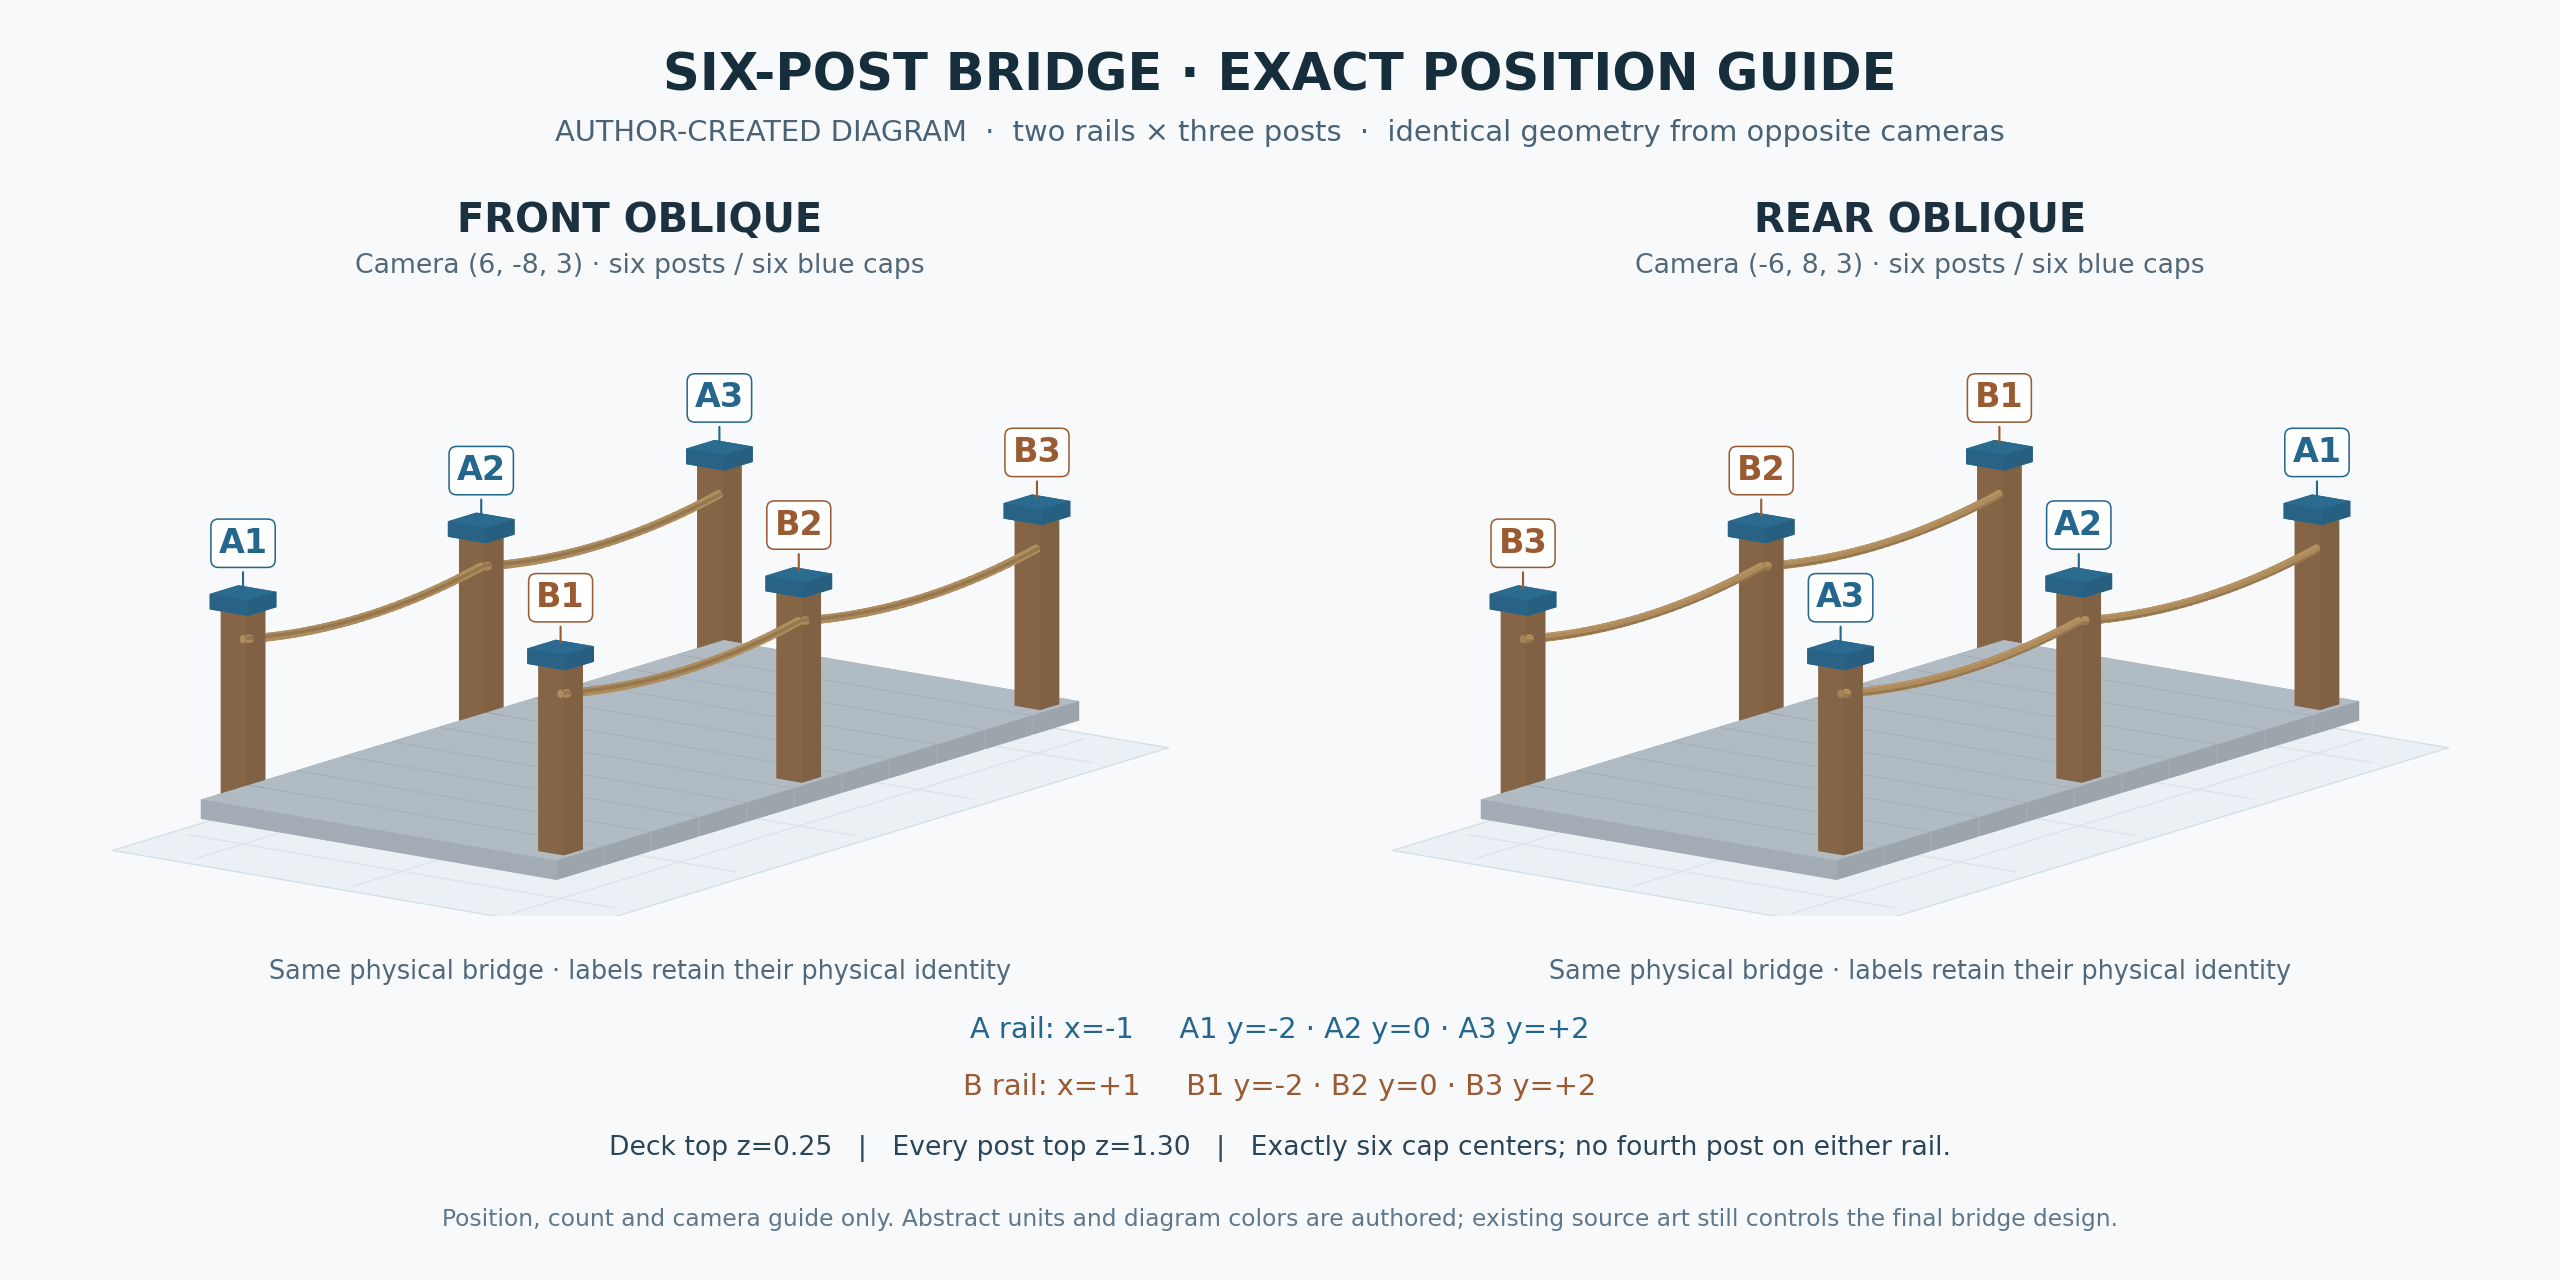 SIX-POST BRIDGE · EXACT POSITION GUIDE
AUTHOR-CREATED DIAGRAM · two rails × three posts · identical geometry from opposite cameras
FRONT OBLIQUE
Camera (6, -8, 3) · six posts / six blue caps
A3
B3
A2
B2
A1
B1
Same physical bridge · labels retain their physical identity
REAR OBLIQUE
Camera (-6, 8, 3) · six posts / six blue caps
B1
A1
B2
A2
B3
A3
Same physical bridge · labels retain their physical identity
A rail: x=-1 A1 y=-2 · A2 y=0 · A3 y=+2
B rail: x=+1 B1 y=-2 · B2 y=0 · B3 y=+2
Deck top z=0.25 | Every post top z=1.30 | Exactly six cap centers; no fourth post on either rail.
Position, count and camera guide only. Abstract units and diagram colors are authored; existing source art still controls the final bridge design.